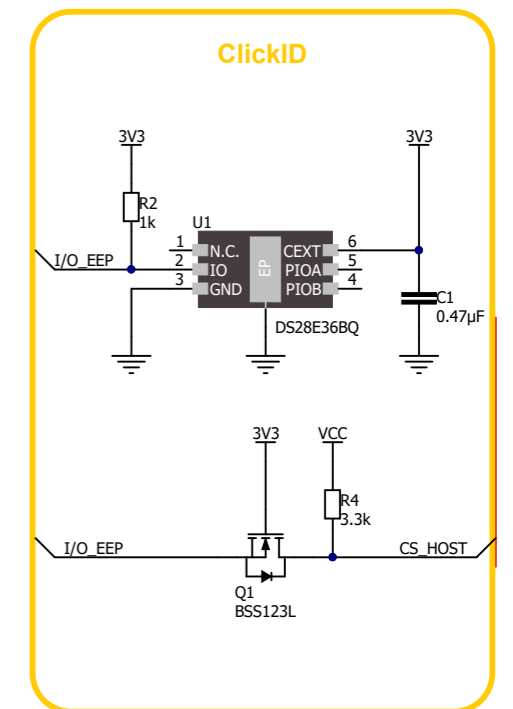 ClickID
3V3
3V3
R2
1k
U1
I/O_EEP
1
N.C.
CEXT
6
2
IO
EP
PIOA
5
3
GND
PIOB
4
C1
0.47µF
DS28E36BQ
3V3
VCC
R4
3.3k
I/O_EEP
CS_HOST
Q1
BSS123L